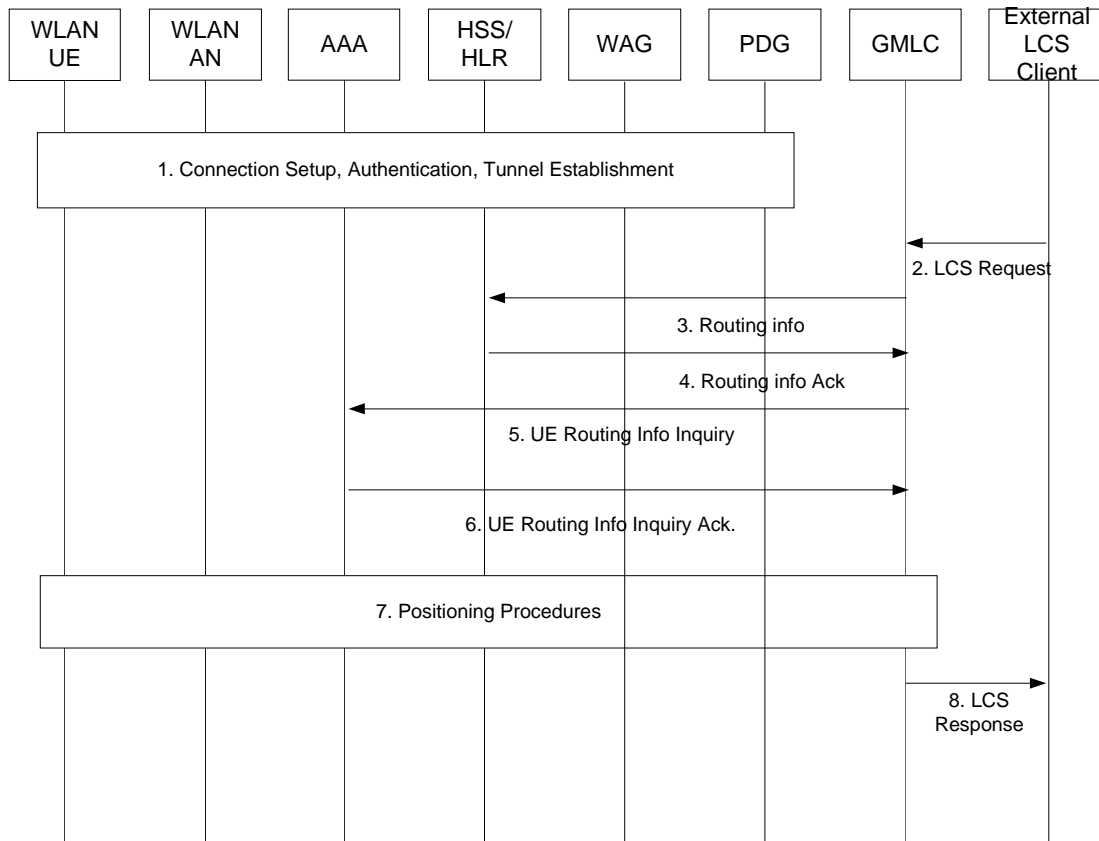 WLAN
UE
WLAN
AN
AAA
HSS/
HLR
WAG
PDG
GMLC
External
LCS
Client
1. Connection Setup, Authentication, Tunnel Establishment
2. LCS Request
3. Routing info
4. Routing info Ack
5. UE Routing Info Inquiry
6. UE Routing Info Inquiry Ack.
7. Positioning Procedures
8. LCS
Response